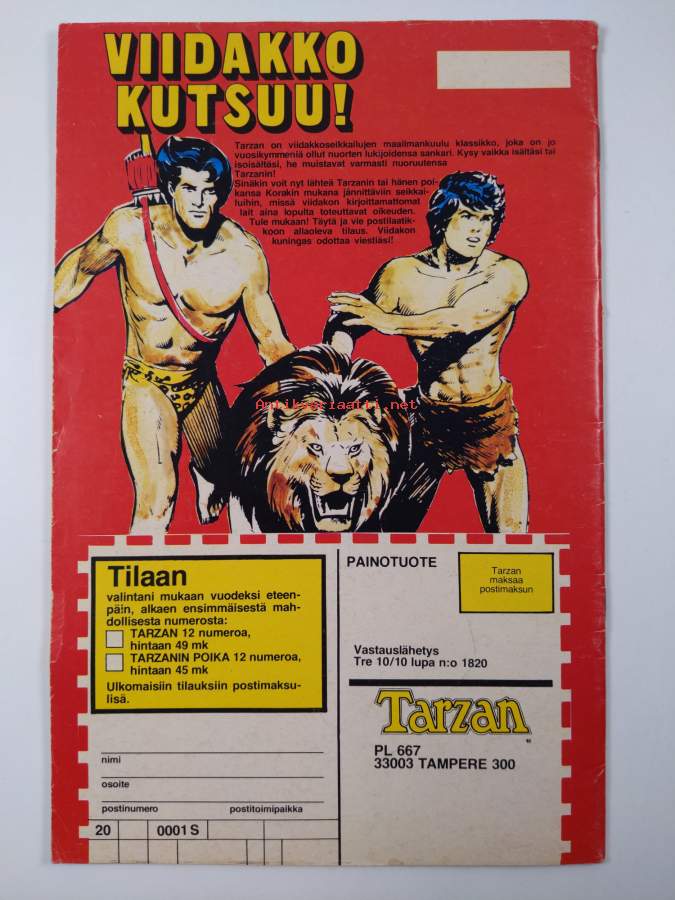 VIIDAKKO
KUTSUU!
Tarzan on viidakkoseikkailujen maailmankuulu klassikko, joka on jo
vuosikymmeniä ollut nuorten lukijoidensa sankari. Kysy vaikka isältäsi tai
isoisältäsi, he muistavat varmasti nuoruutensa
Tarzanin!
Sinäkin voit nyt lähteä Tarzanin tai hänen poi-
kansa Korakin mukana jännittäviin seikkai-
luihin, missä viidakon kirjoittamattomat
lait aina lopulta toteuttavat oikeuden.
Tule mukaan! Täytä ja vie postilaatik-
koon allaoleva tilaus. Viidakon
kuningas odottaa viestiäsi!
Antikvariaatti.net
Tilaan
valintani mukaan vuodeksi eteen-
päin, alkaen ensimmäisestä mah-
dollisesta numerosta:
TARZAN 12 numeroa,
hintaan 49 mk
TARZANIN POIKA 12 numeroa,
hintaan 45 mk
Ulkomaisiin tilauksiin postimaksu-
lisä.
nimi
osoite
postinumero postitoimipaikka
20 0001 S
PAINOTUOTE
Tarzan
maksaa
postimaksun
Vastauslähetys
Tre 10/10 lupa n:o 1820
Tarzan
PL 667
33003 TAMPERE 300